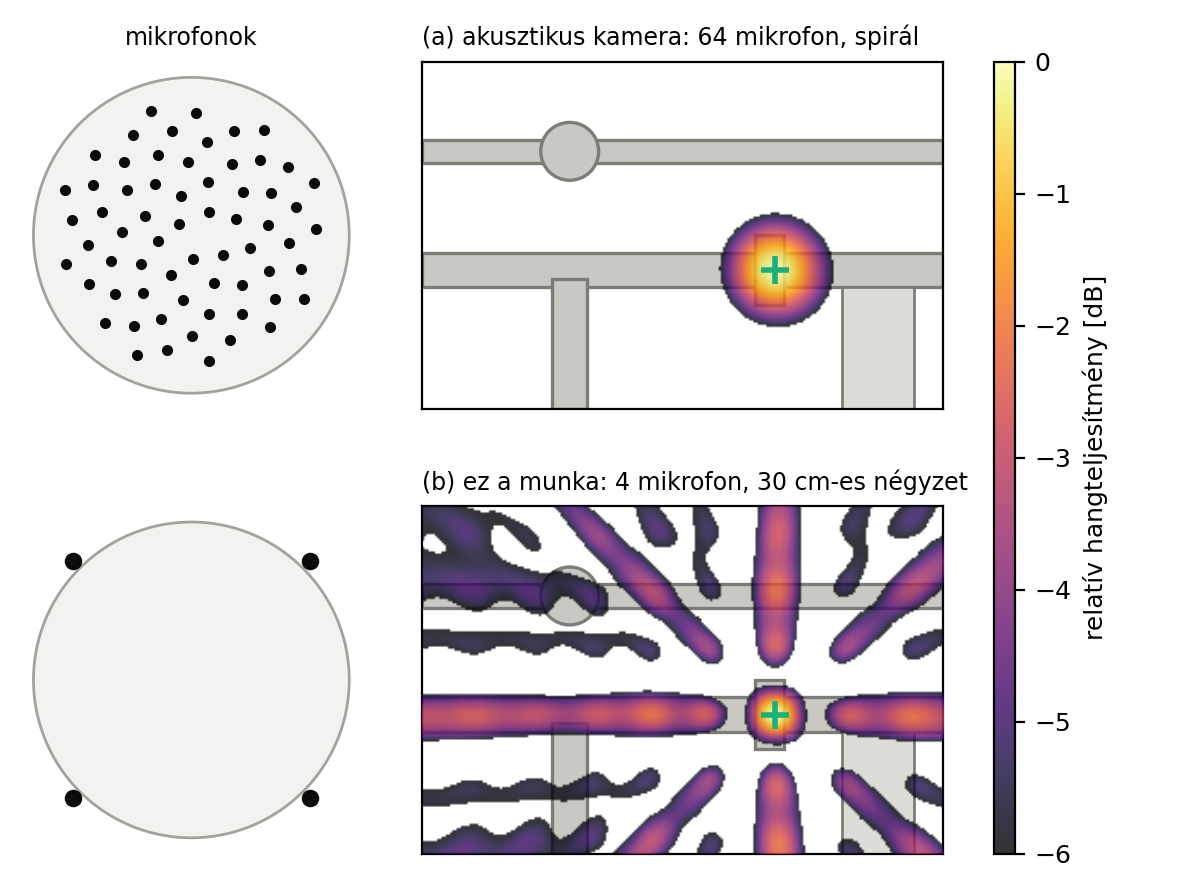 mikrofonok
(a) akusztikus kamera: 64 mikrofon, spirál
(b) ez a munka: 4 mikrofon, 30 cm-es négyzet
0
−1
−2
−3
−4
−5
−6
relatív hangteljesítmény [dB]